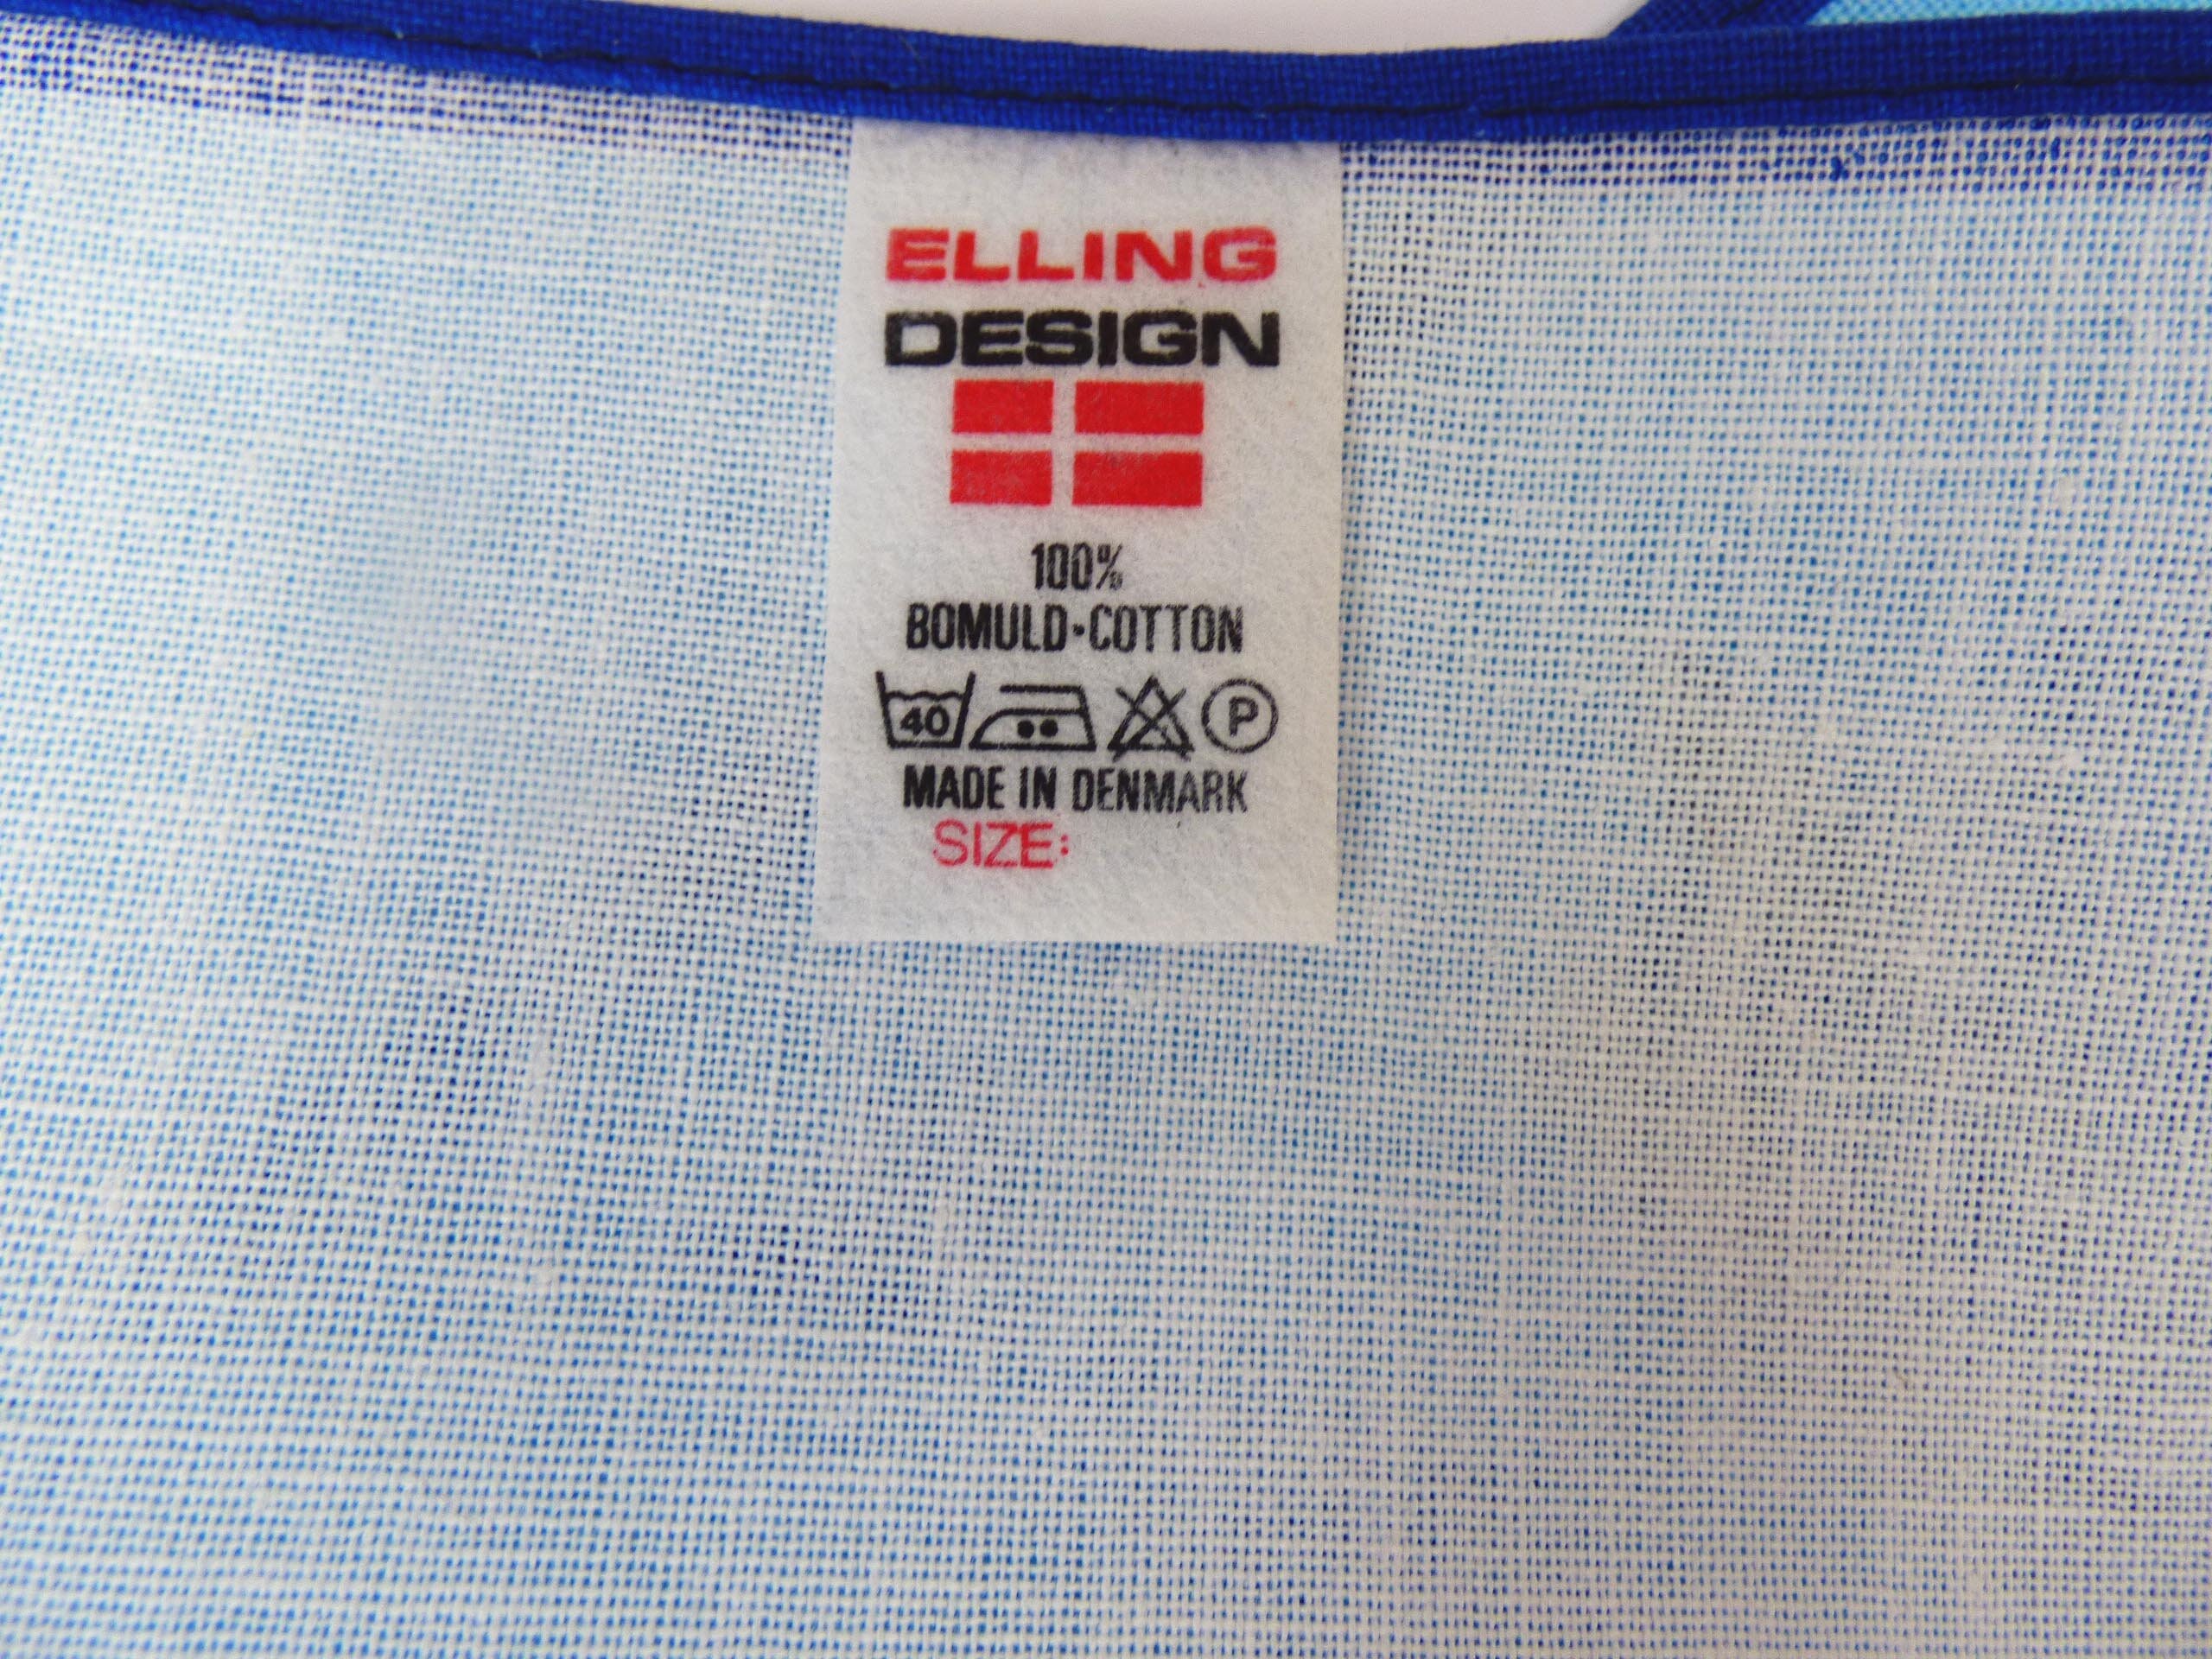 ELLING
DESIGN
100%
BOMULD·COTTON
40 P
MADE IN DENMARK
SIZE: